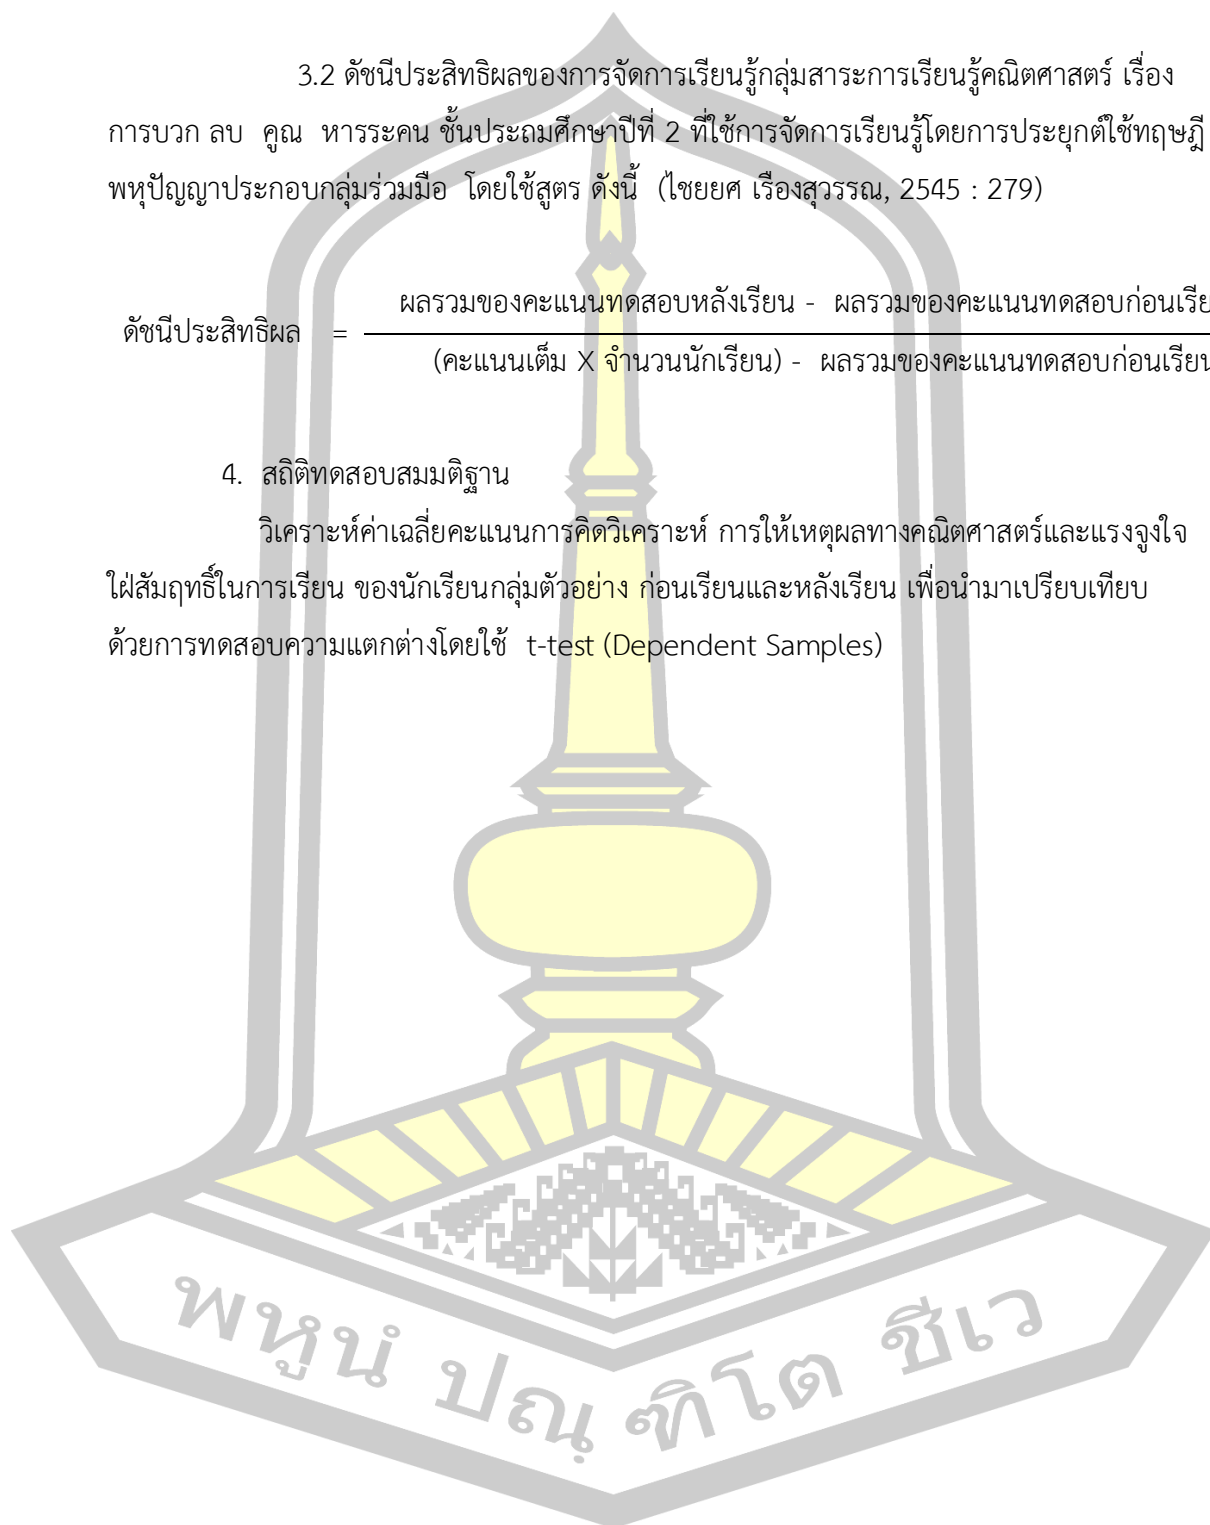 3.2 ดัชนีประสิทธิผลของการจัดการเรียนรู้กลุ่มสาระการเรียนรู้คณิตศาสตร์ เรื่อง
การบวก ลบ คูณ หารระคน ชั้นประถมศึกษาปีที่ 2 ที่ใช้การจัดการเรียนรู้โดยการประยุกต์ใช้ทฤษฎี
พหุปัญญาประกอบกลุ่มร่วมมือ โดยใช้สูตร ดังนี้ (ไชยยศ เรืองสุวรรณ, 2545 : 279)
ผลรวมของคะแนนทดสอบหลังเรียน - ผลรวมของคะแนนทดสอบก่อนเรีย
ดัชนีประสิทธิผล =
(คะแนนเต็ม X จำนวนนักเรียน) - ผลรวมของคะแนนทดสอบก่อนเรียน
4. สถิติทดสอบสมมติฐาน
วิเคราะห์ค่าเฉลี่ยคะแนนการคิดวิเคราะห์ การให้เหตุผลทางคณิตศาสตร์และแรงจูงใจ
ใฝ่สัมฤทธิ์ในการเรียน ของนักเรียนกลุ่มตัวอย่าง ก่อนเรียนและหลังเรียน เพื่อนำมาเปรียบเทียบ
ด้วยการทดสอบความแตกต่างโดยใช้ t-test (Dependent Samples)
พหูนํ ปณฺฑิโต ชีเว